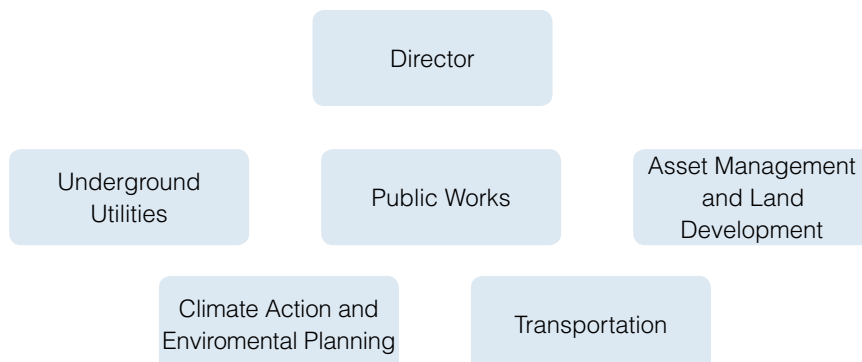 Director
Underground
Utilities
Public Works
Asset Management
and Land
Development
Climate Action and
Enviromental Planning
Transportation